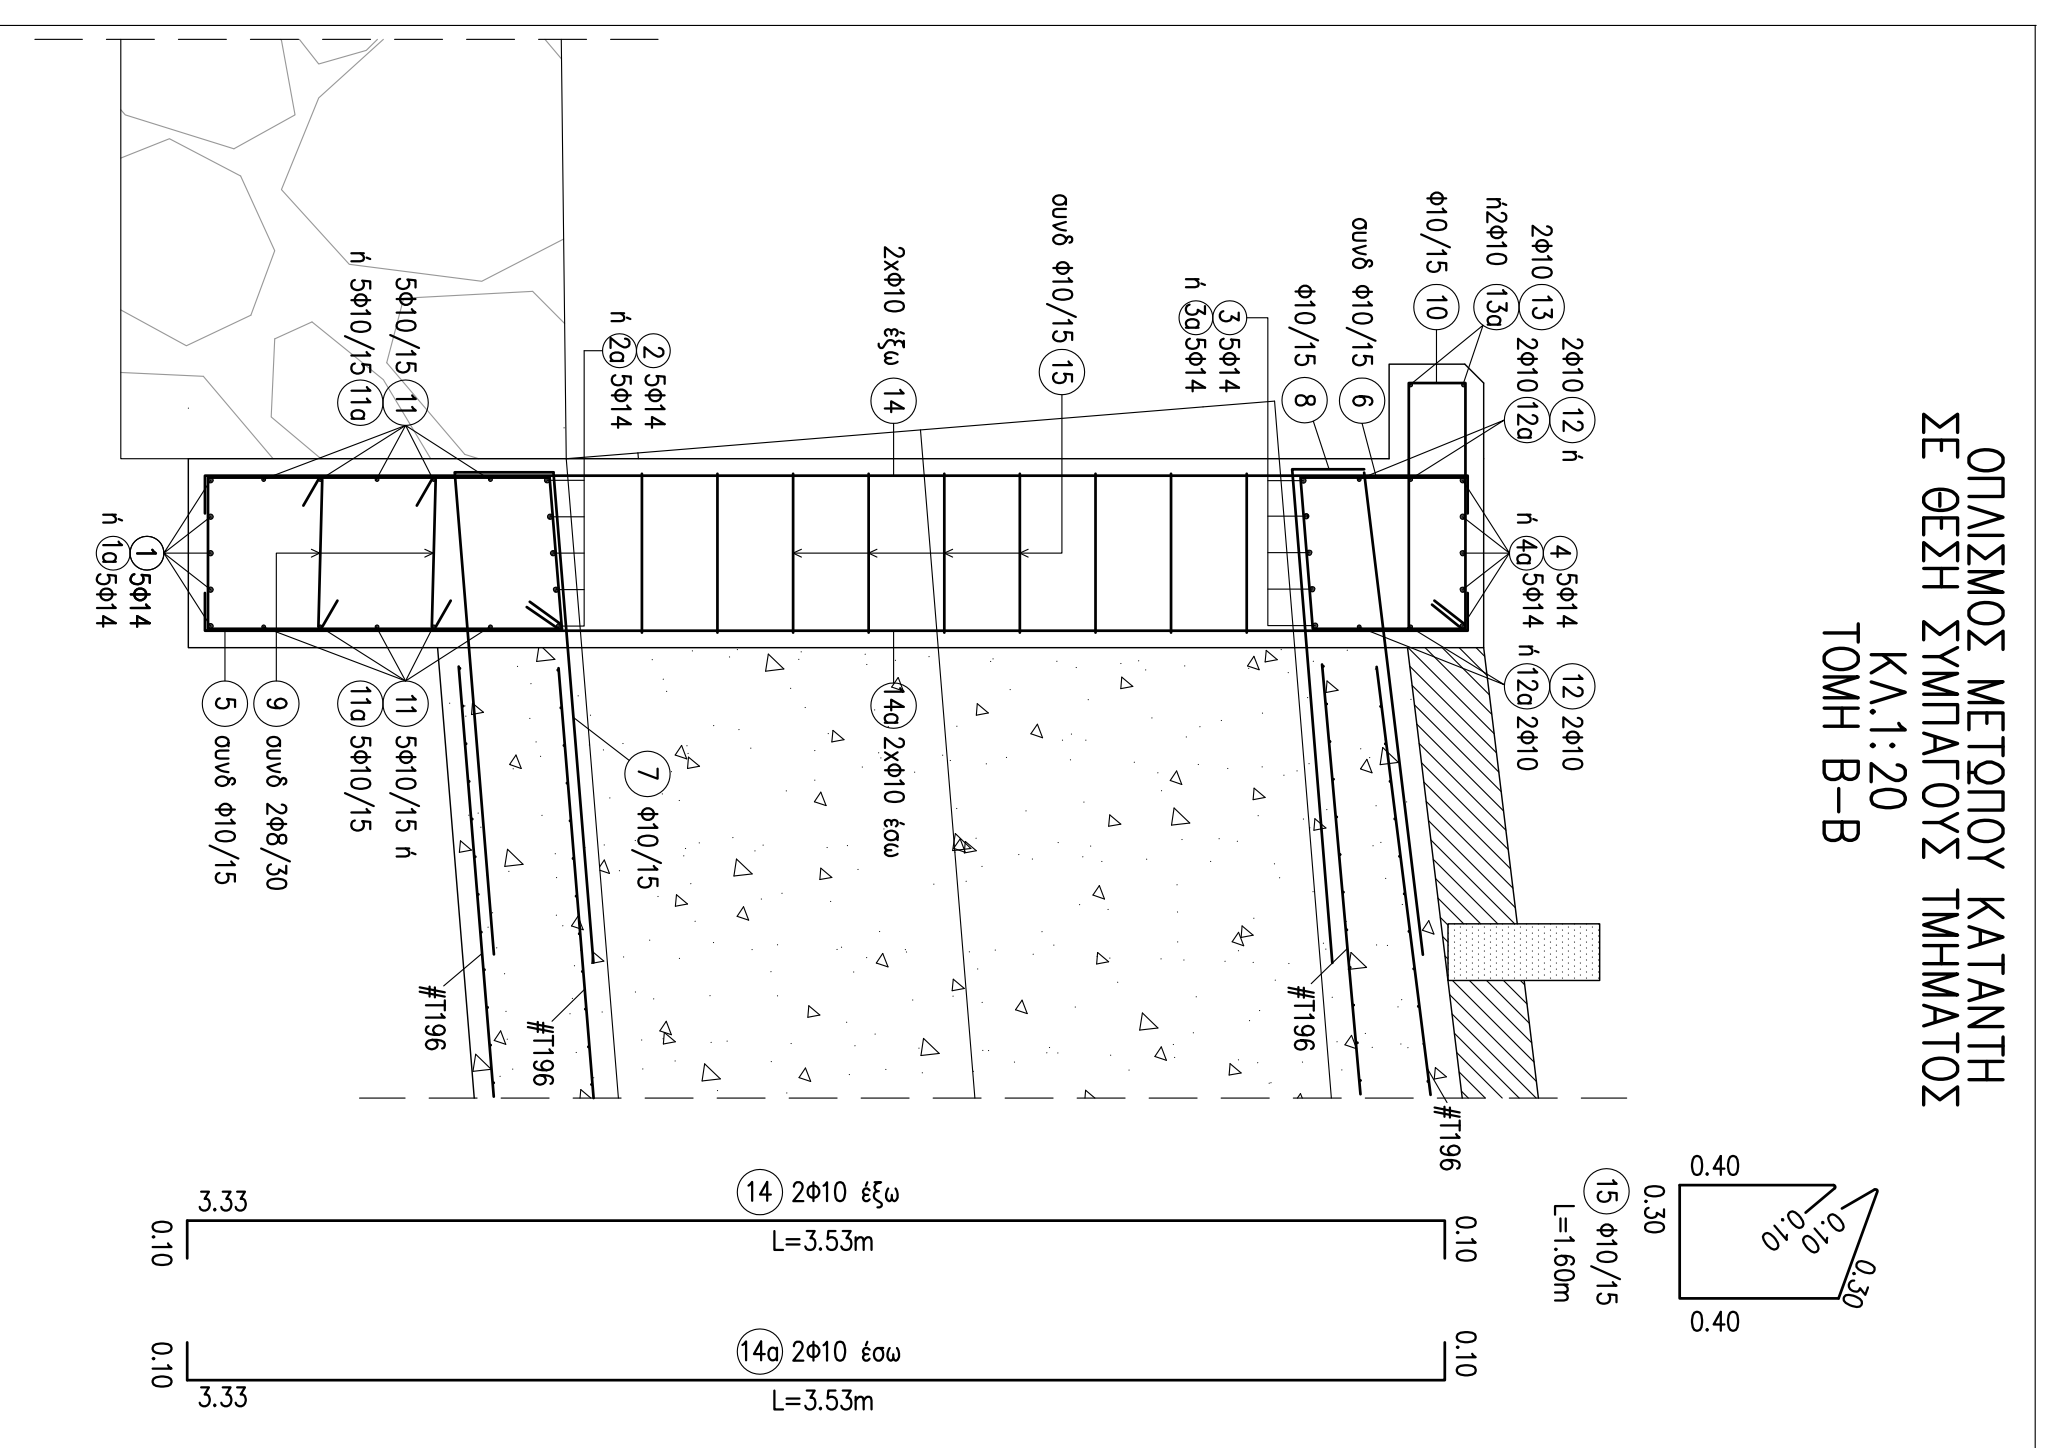 ΟΠΛΙΣΜΟΣ ΜΕΤΩΠΟΥ ΚΑΤΑΝΤΗ
ΣΕ ΘΕΣΗ ΣΥΜΠΑΓΟΥΣ ΤΜΗΜΑΤΟΣ
ΚΛ.1:20
ΤΟΜΗ Β-Β
2Φ10 13
ή2Φ10 13α
Φ10/15 10
συνδ Φ10/15 6
Φ10/15 8
2Φ10 12 ή
2Φ10 12α
3 5Φ14
ή 3α 5Φ14
συνδ Φ10/15 15
2χΦ10 έξω 14
2 5Φ14
ή 2α 5Φ14
5Φ10/15 11
ή 5Φ10/15 11α
4 5Φ14
ή 4α 5Φ14
12 2Φ10
ή 12α 2Φ10
1 5Φ14
ή 1α 5Φ14
14α 2χΦ10 έσω
7 Φ10/15
11 5Φ10/15 ή
11α 5Φ10/15
9 συνδ 2Φ8/30
5 συνδ Φ10/15
#T196
#T196
#T196
#T196
15 Φ10/15
L=1.60m
0.40
0.30
0.40
0.30
0.10
0.10
14 2Φ10 έξω
3.33
L=3.53m
0.10
0.10
14α 2Φ10 έσω
3.33
L=3.53m
0.10
0.10